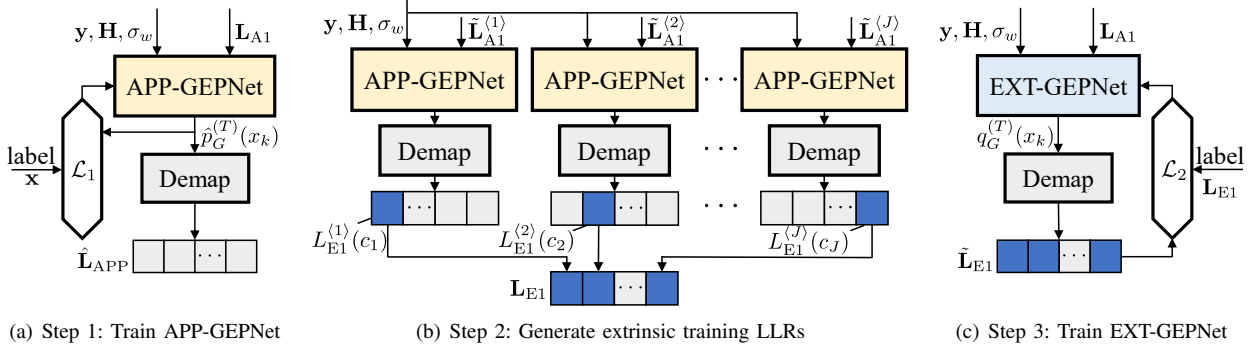 y, H, σ_w
L_A1
APP-GEPNet
p̂_G^(T)(x_k)
label
x
ℒ_1
Demap
L̂_APP
...
(a) Step 1: Train APP-GEPNet
y, H, σ_w
L̃_A1^⟨1⟩
L̃_A1^⟨2⟩
L̃_A1^⟨J⟩
APP-GEPNet
APP-GEPNet
...
APP-GEPNet
Demap
Demap
...
Demap
...
...
...
...
L_E1^⟨1⟩(c_1)
L_E1^⟨2⟩(c_2)
L_E1^⟨J⟩(c_J)
L_E1
...
(b) Step 2: Generate extrinsic training LLRs
y, H, σ_w
L_A1
EXT-GEPNet
q_G^(T)(x_k)
Demap
ℒ_2
label
L_E1
L̃_E1
...
(c) Step 3: Train EXT-GEPNet